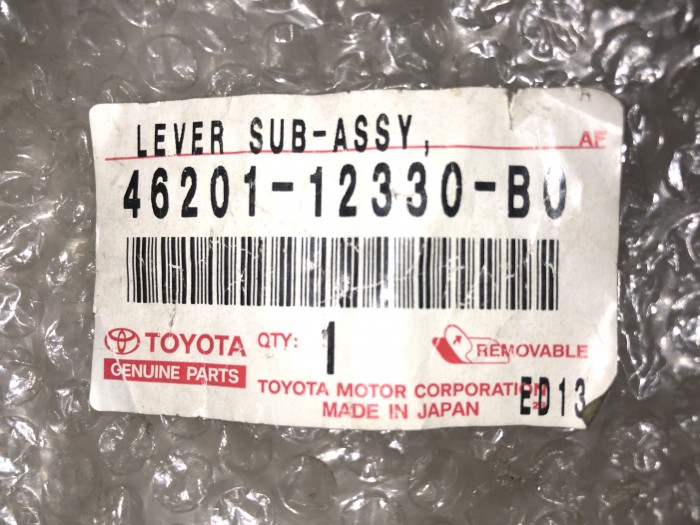 LEVER SUB-ASSY,
AF
46201-12330-B0
TOYOTA
GENUINE PARTS
QTY: 1
REMOVABLE
TOYOTA MOTOR CORPORATION
MADE IN JAPAN
ED13